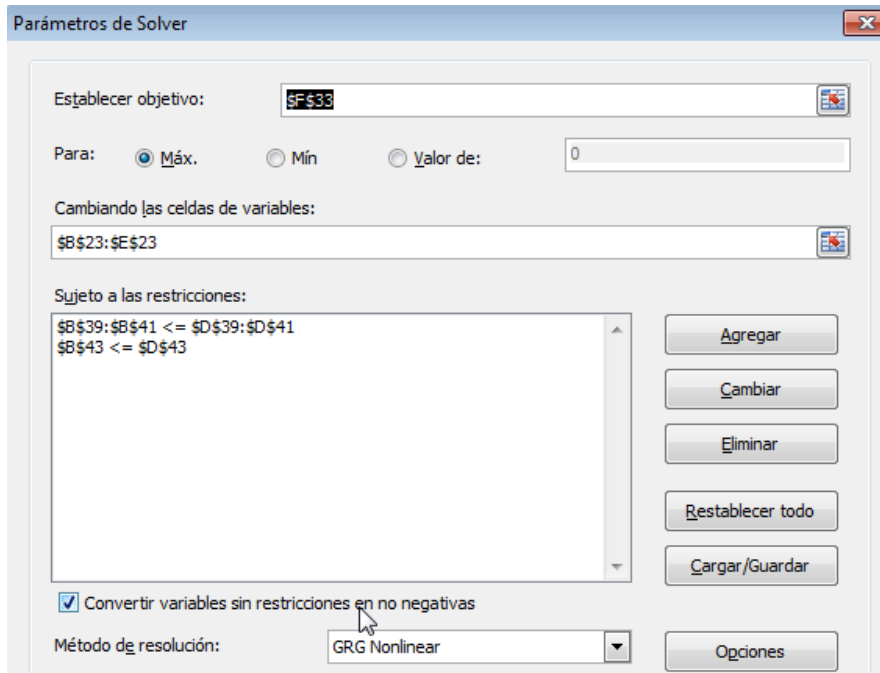 Parámetros de Solver
Establecer objetivo: $F$33
Para: Máx. Mín Valor de: 0
Cambiando las celdas de variables:
$B$23:$E$23
Sujeto a las restricciones:
$B$39:$B$41 <= $D$39:$D$41
$B$43 <= $D$43
Agregar
Cambiar
Eliminar
Restablecer todo
Cargar/Guardar
Convertir variables sin restricciones en no negativas
Método de resolución: GRG Nonlinear Opciones